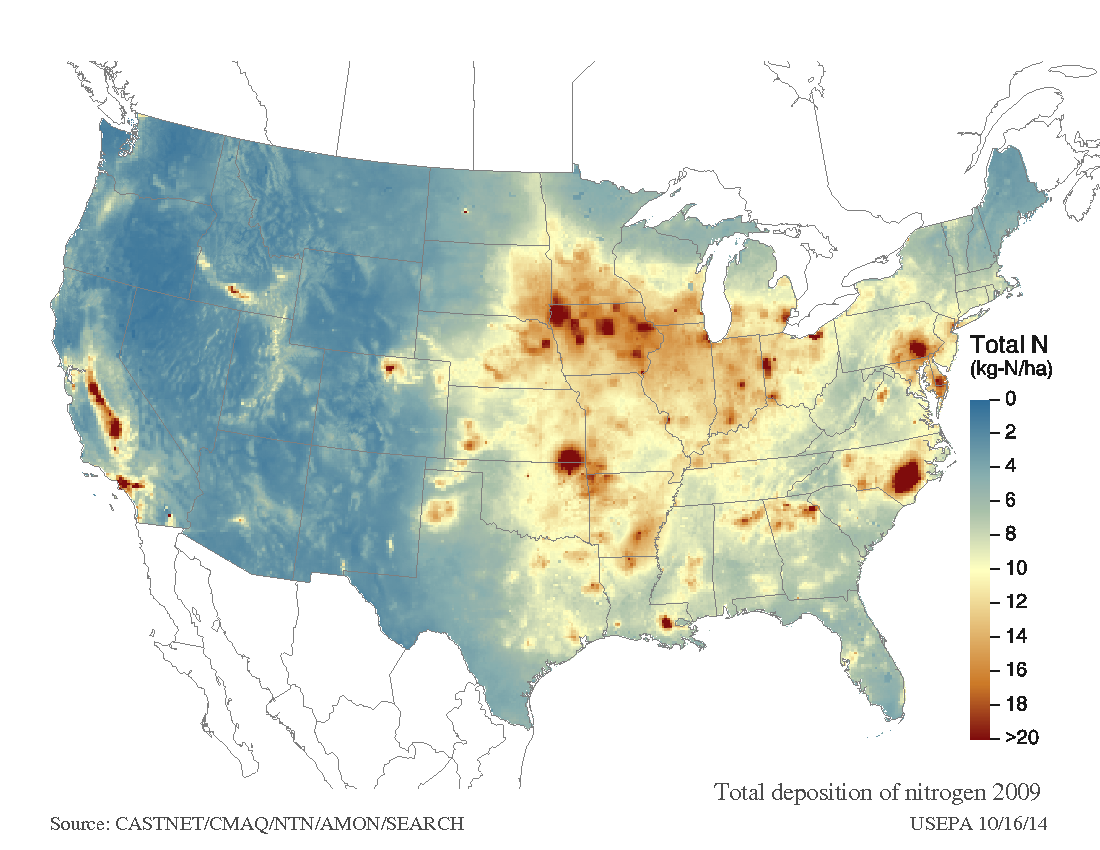 Total N
(kg-N/ha)
0
2
4
6
8
10
12
14
16
18
>20
Total deposition of nitrogen 2009
Source: CASTNET/CMAQ/NTN/AMON/SEARCH
USEPA 10/16/14